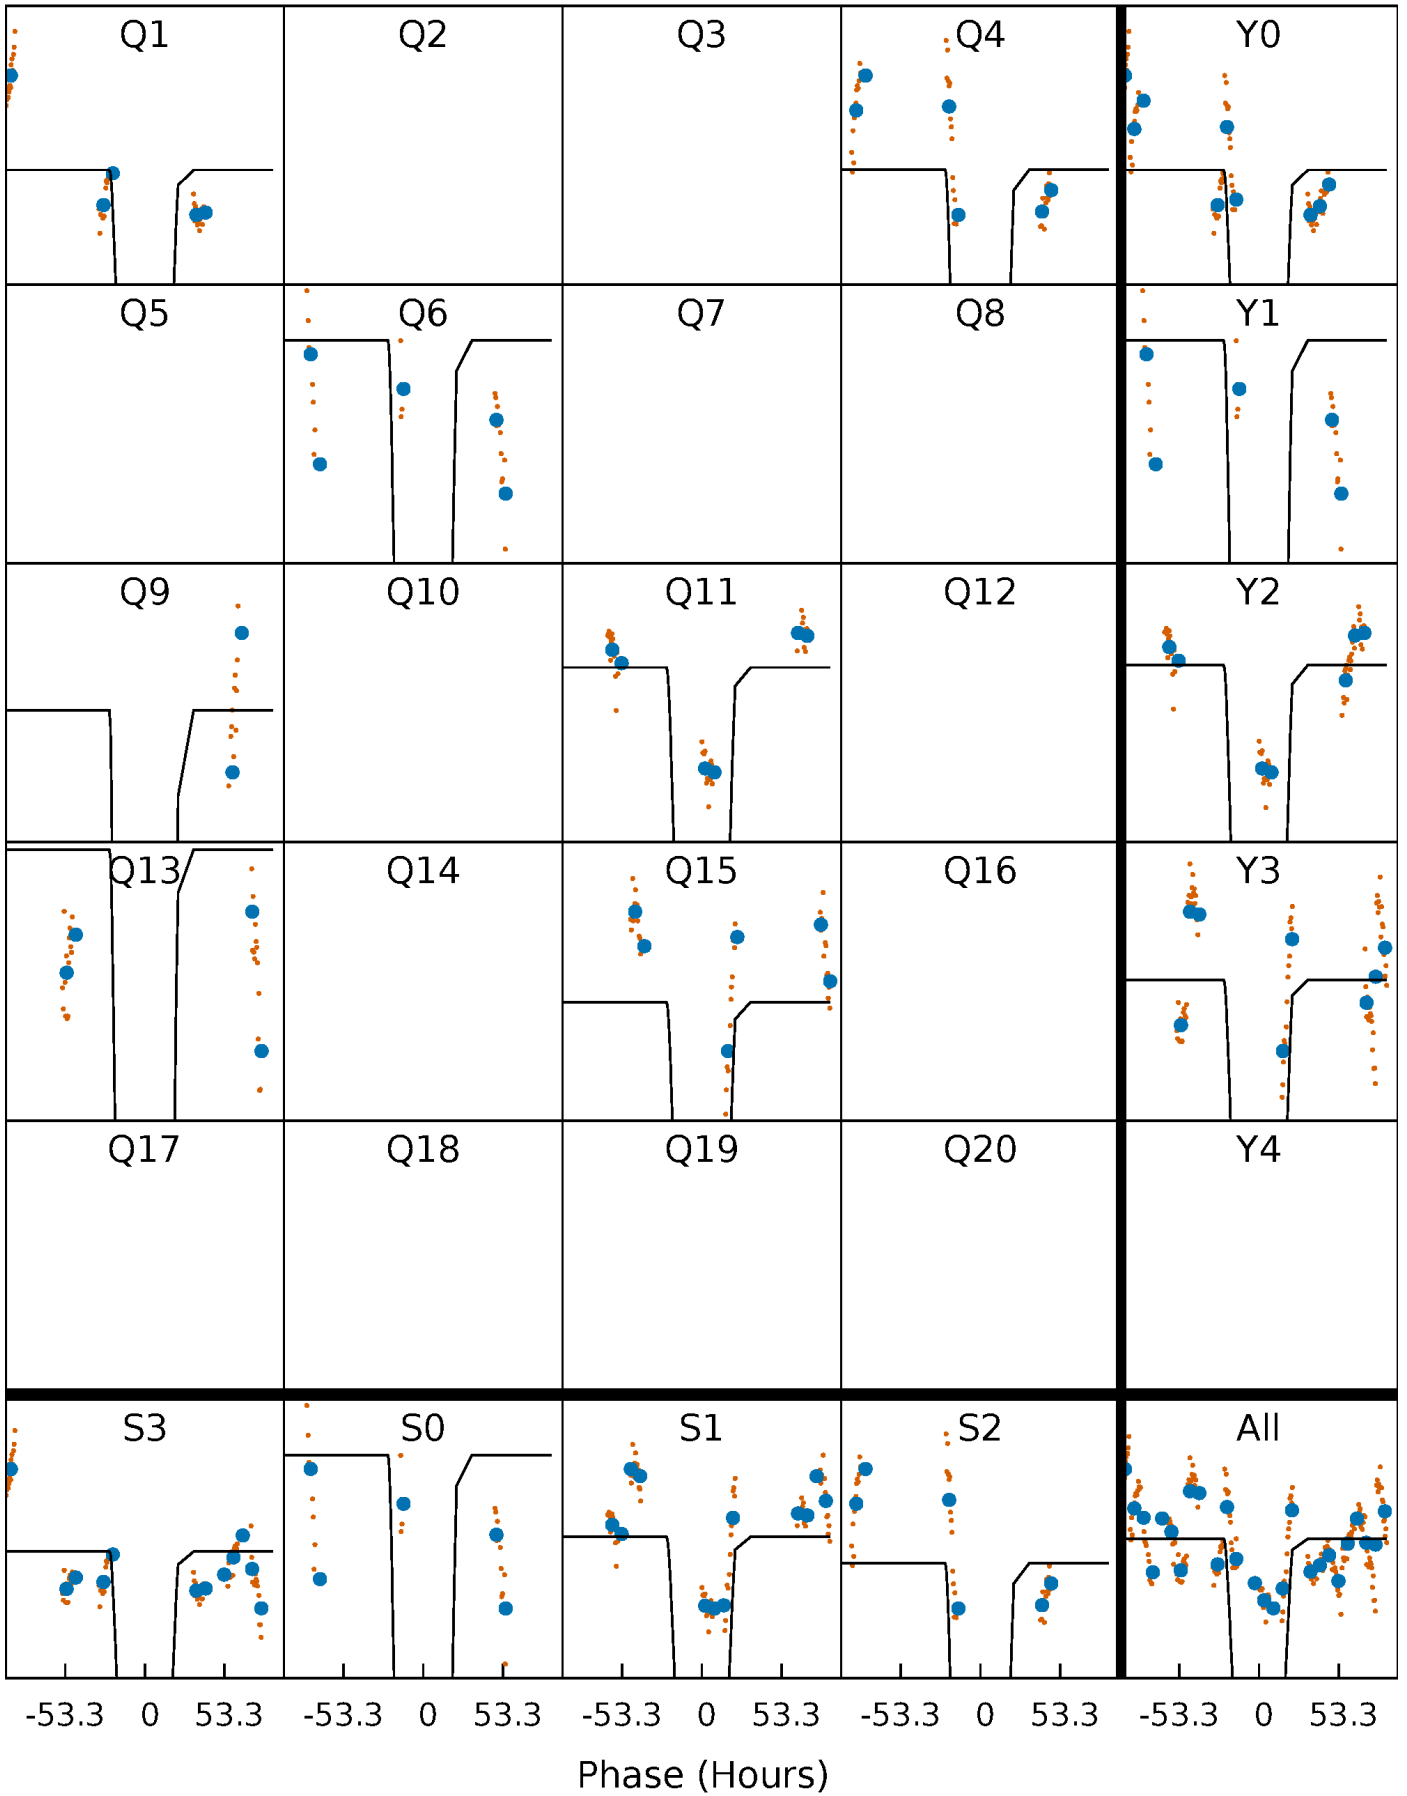 Q1 Q2 Q3 Q4 Y0
Q5 Q6 Q7 Q8 Y1
Q9 Q10 Q11 Q12 Y2
Q13 Q14 Q15 Q16 Y3
Q17 Q18 Q19 Q20 Y4
S3 S0 S1 S2 All
-53.3 0 53.3 -53.3 0 53.3 -53.3 0 53.3 -53.3 0 53.3 -53.3 0 53.3
Phase (Hours)